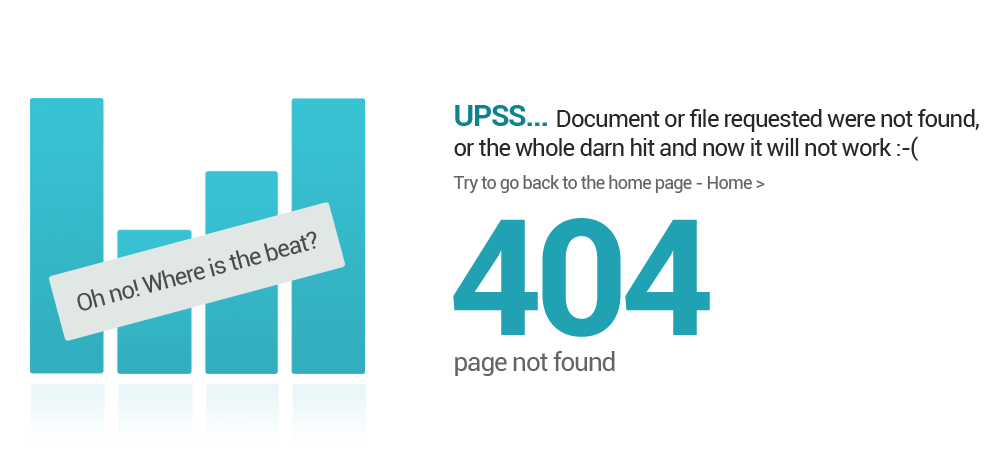 Oh no! Where is the beat?
UPSS... Document or file requested were not found,
or the whole darn hit and now it will not work :-(
Try to go back to the home page - Home >
404
page not found